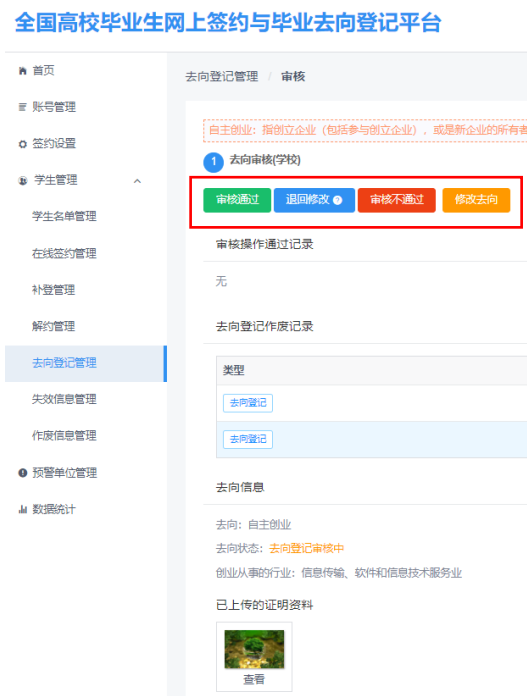 全国高校毕业生网上签约与毕业去向登记平台
首页
账号管理
签约设置
学生管理
学生名单管理
在线签约管理
补登管理
解约管理
去向登记管理
失效信息管理
作废信息管理
预警单位管理
数据统计
去向登记管理 / 审核
自主创业：指创立企业（包括参与创立企业），或是新企业的所有者
1 去向审核(学校)
审核通过 退回修改 审核不通过 修改去向
审核操作通过记录
无
去向登记作废记录
类型
去向登记
去向登记
去向信息
去向：自主创业
去向状态：去向登记审核中
创业从事的行业：信息传输、软件和信息技术服务业
已上传的证明资料
查看